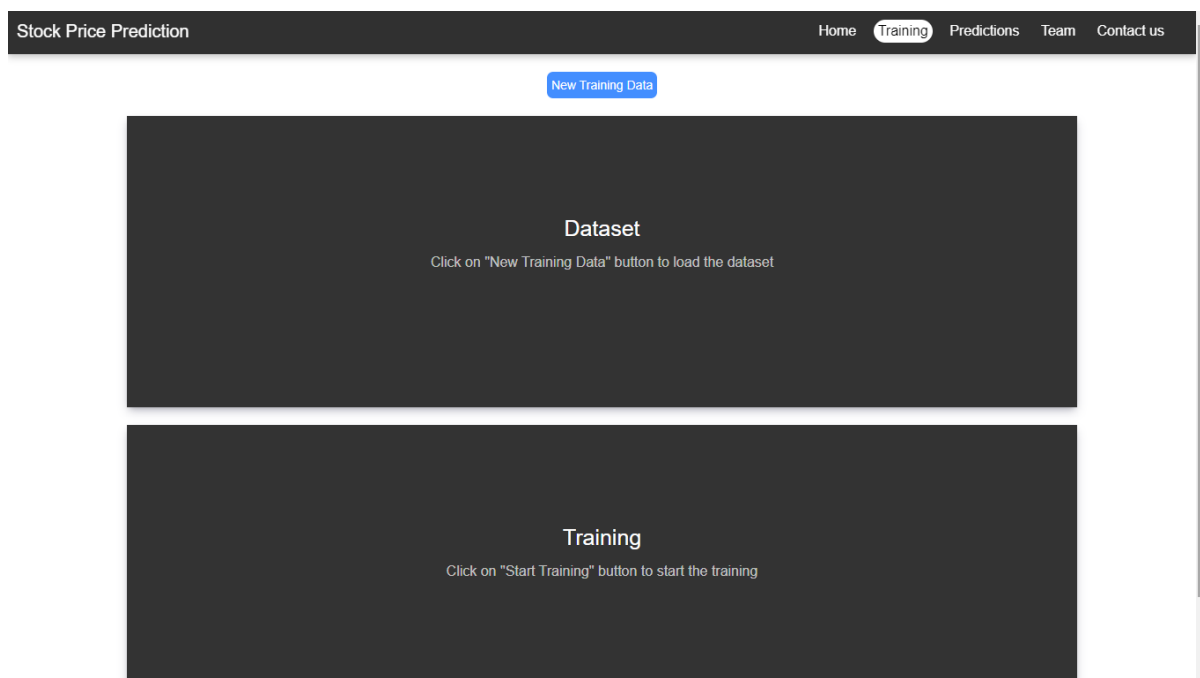 Stock Price Prediction Home Training Predictions Team Contact us
New Training Data
Dataset
Click on "New Training Data" button to load the dataset
Training
Click on "Start Training" button to start the training